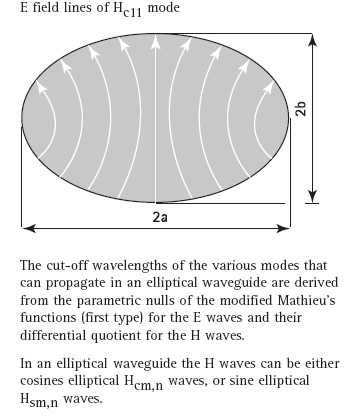 E field lines of Hc11 mode
2b
2a
The cut-off wavelengths of the various modes that
can propagate in an elliptical waveguide are derived
from the parametric nulls of the modified Mathieu's
functions (first type) for the E waves and their
differential quotient for the H waves.
In an elliptical waveguide the H waves can be either
cosines elliptical Hcm,n waves, or sine elliptical
Hsm,n waves.